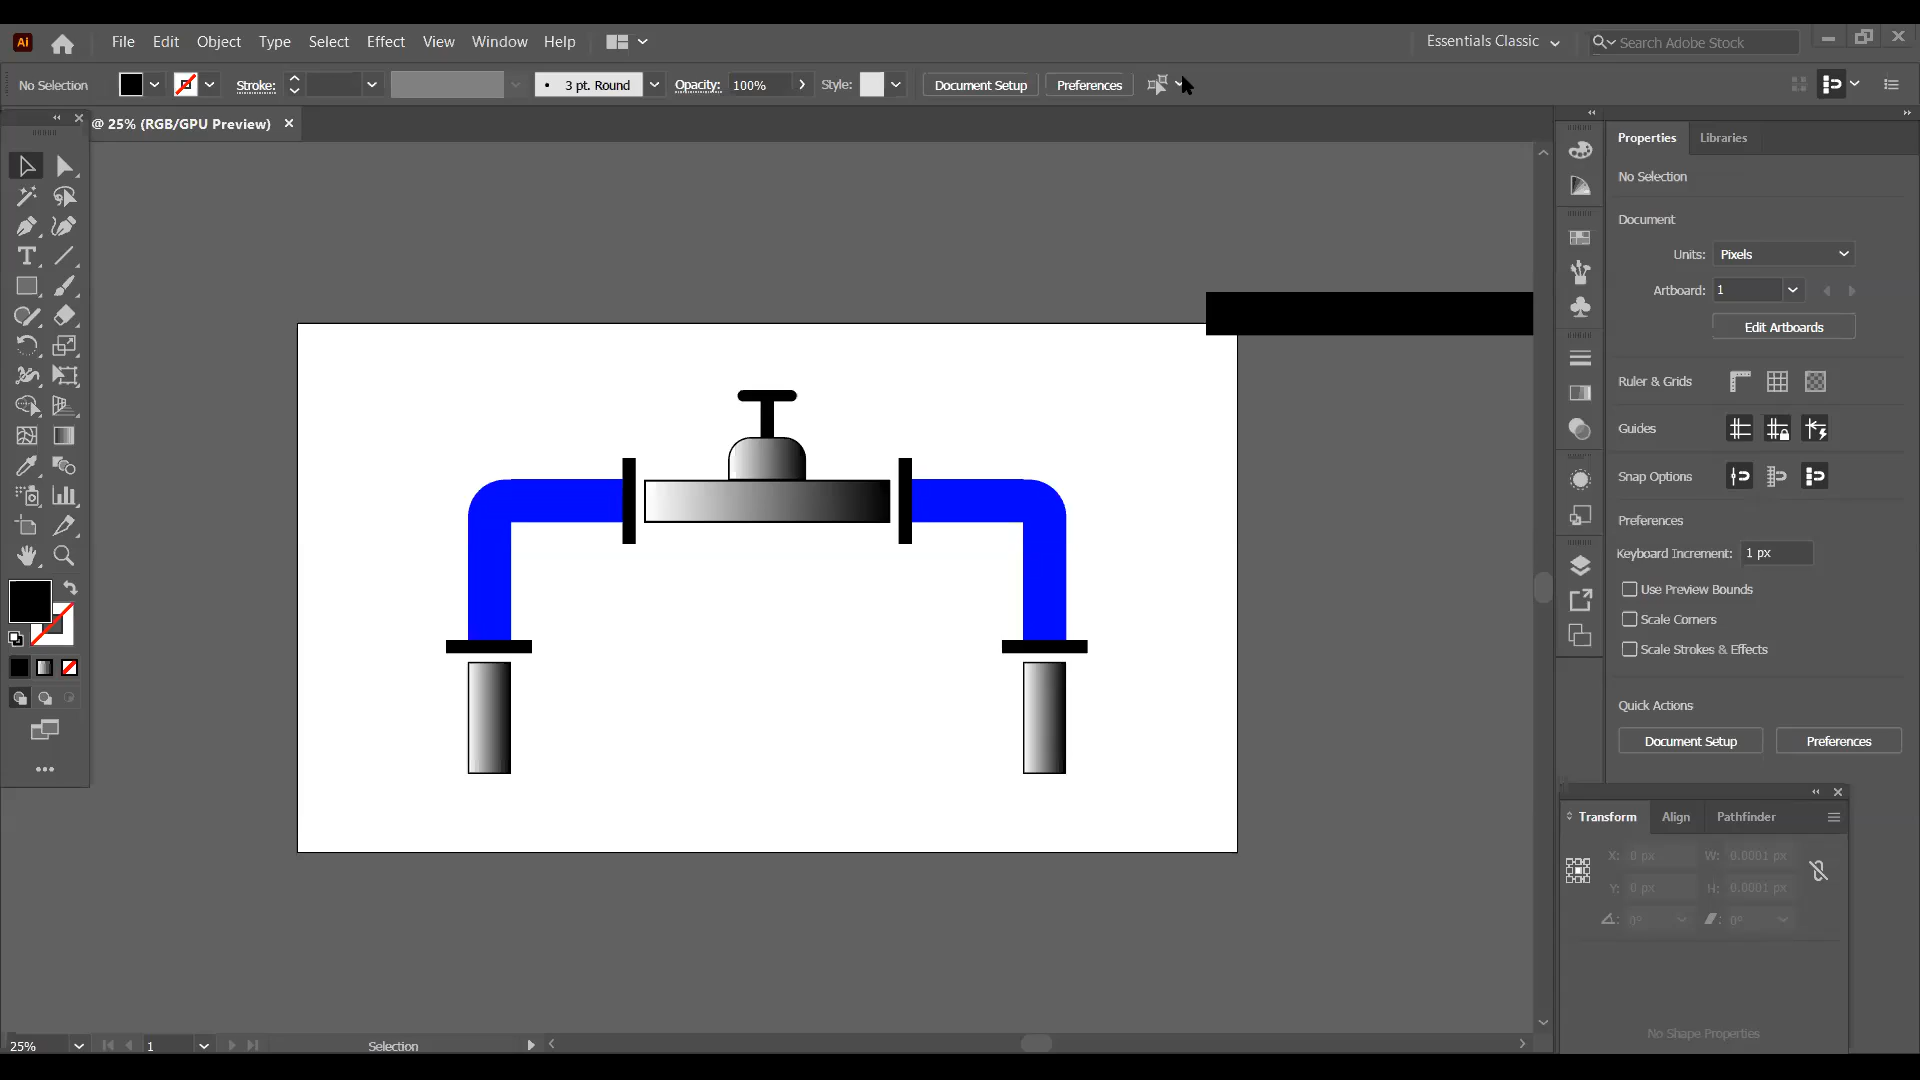 Ai File Edit Object Type Select Effect View Window Help Essentials Classic Search Adobe Stock
No Selection Stroke: 3 pt. Round Opacity: 100% Style: Document Setup Preferences
@ 25% (RGB/GPU Preview)
Properties Libraries
No Selection
Document
Units: Pixels
Artboard: 1
Edit Artboards
Ruler & Grids
Guides
Snap Options
Preferences
Keyboard Increment: 1 px
Use Preview Bounds
Scale Corners
Scale Strokes & Effects
Quick Actions
Document Setup Preferences
Transform Align Pathfinder
X: 0 px W: 0.0001 px
Y: 0 px H: 0.0001 px
0° 0°
No Shape Properties
25% 1 Selection